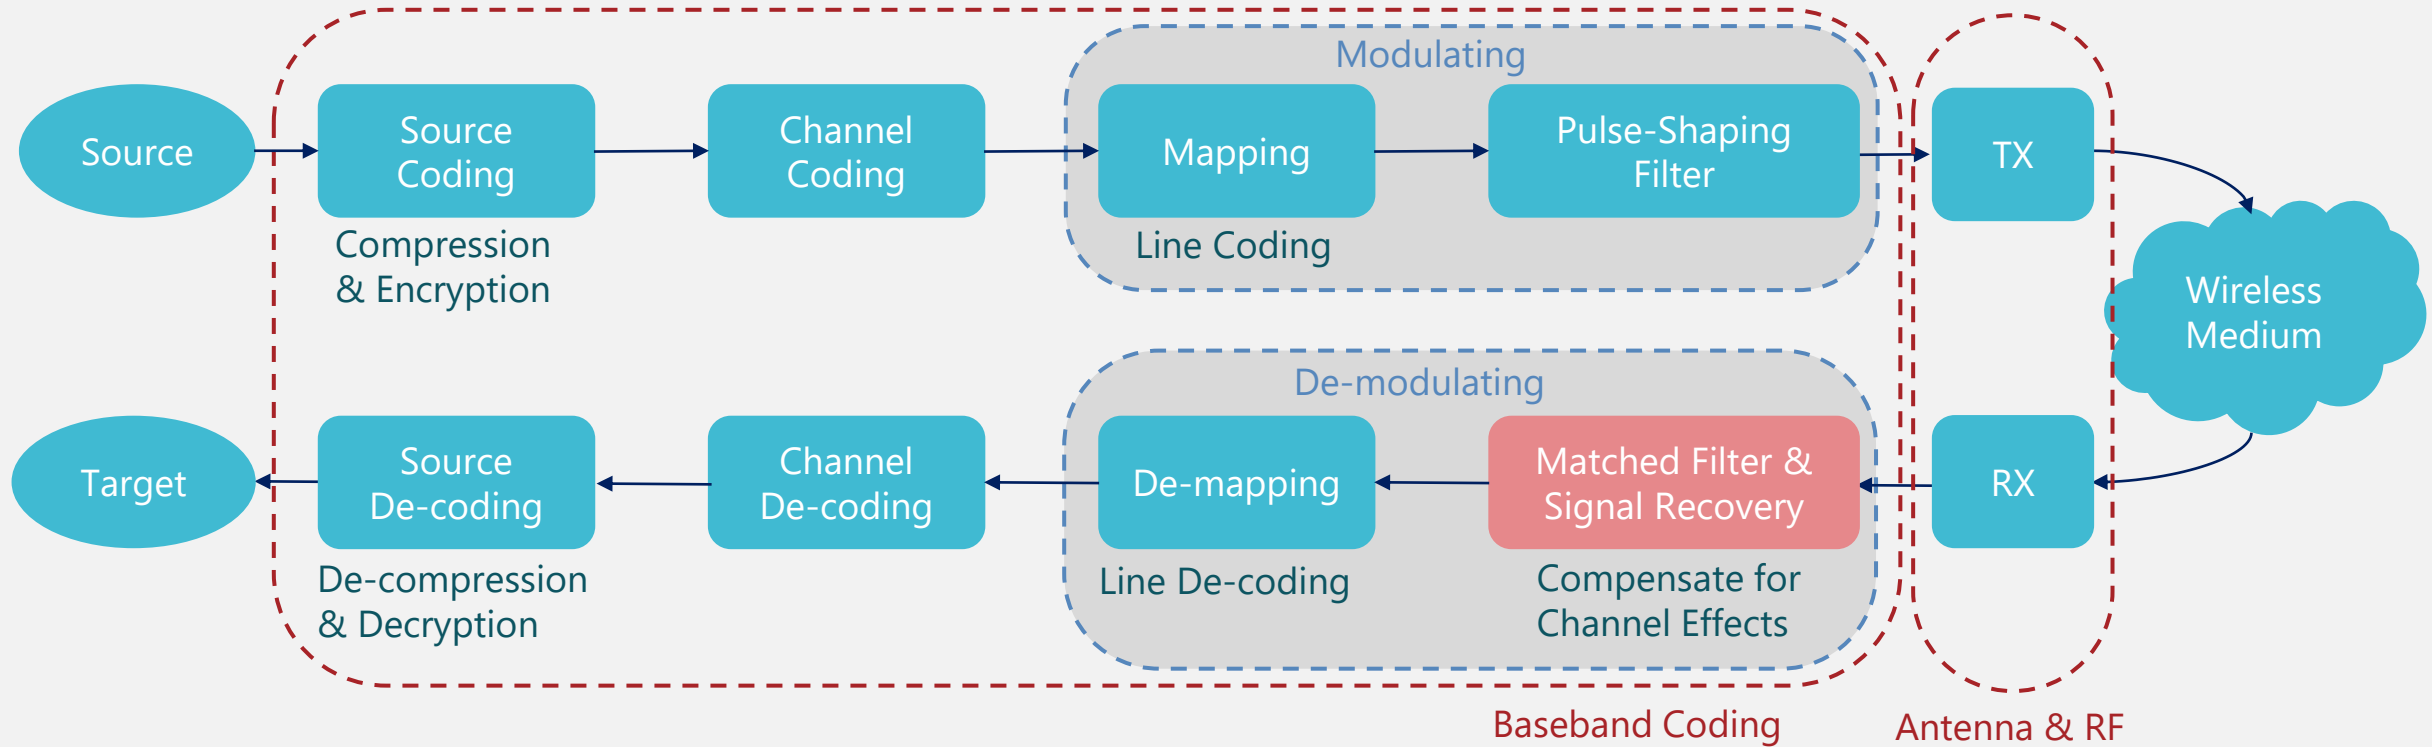 Modulating
Source
Source
Coding
Channel
Coding
Mapping
Pulse-Shaping
Filter
TX
Compression
& Encryption
Line Coding
Wireless
Medium
De-modulating
Target
Source
De-coding
Channel
De-coding
De-mapping
Matched Filter &
Signal Recovery
RX
De-compression
& Decryption
Line De-coding
Compensate for
Channel Effects
Baseband Coding
Antenna & RF